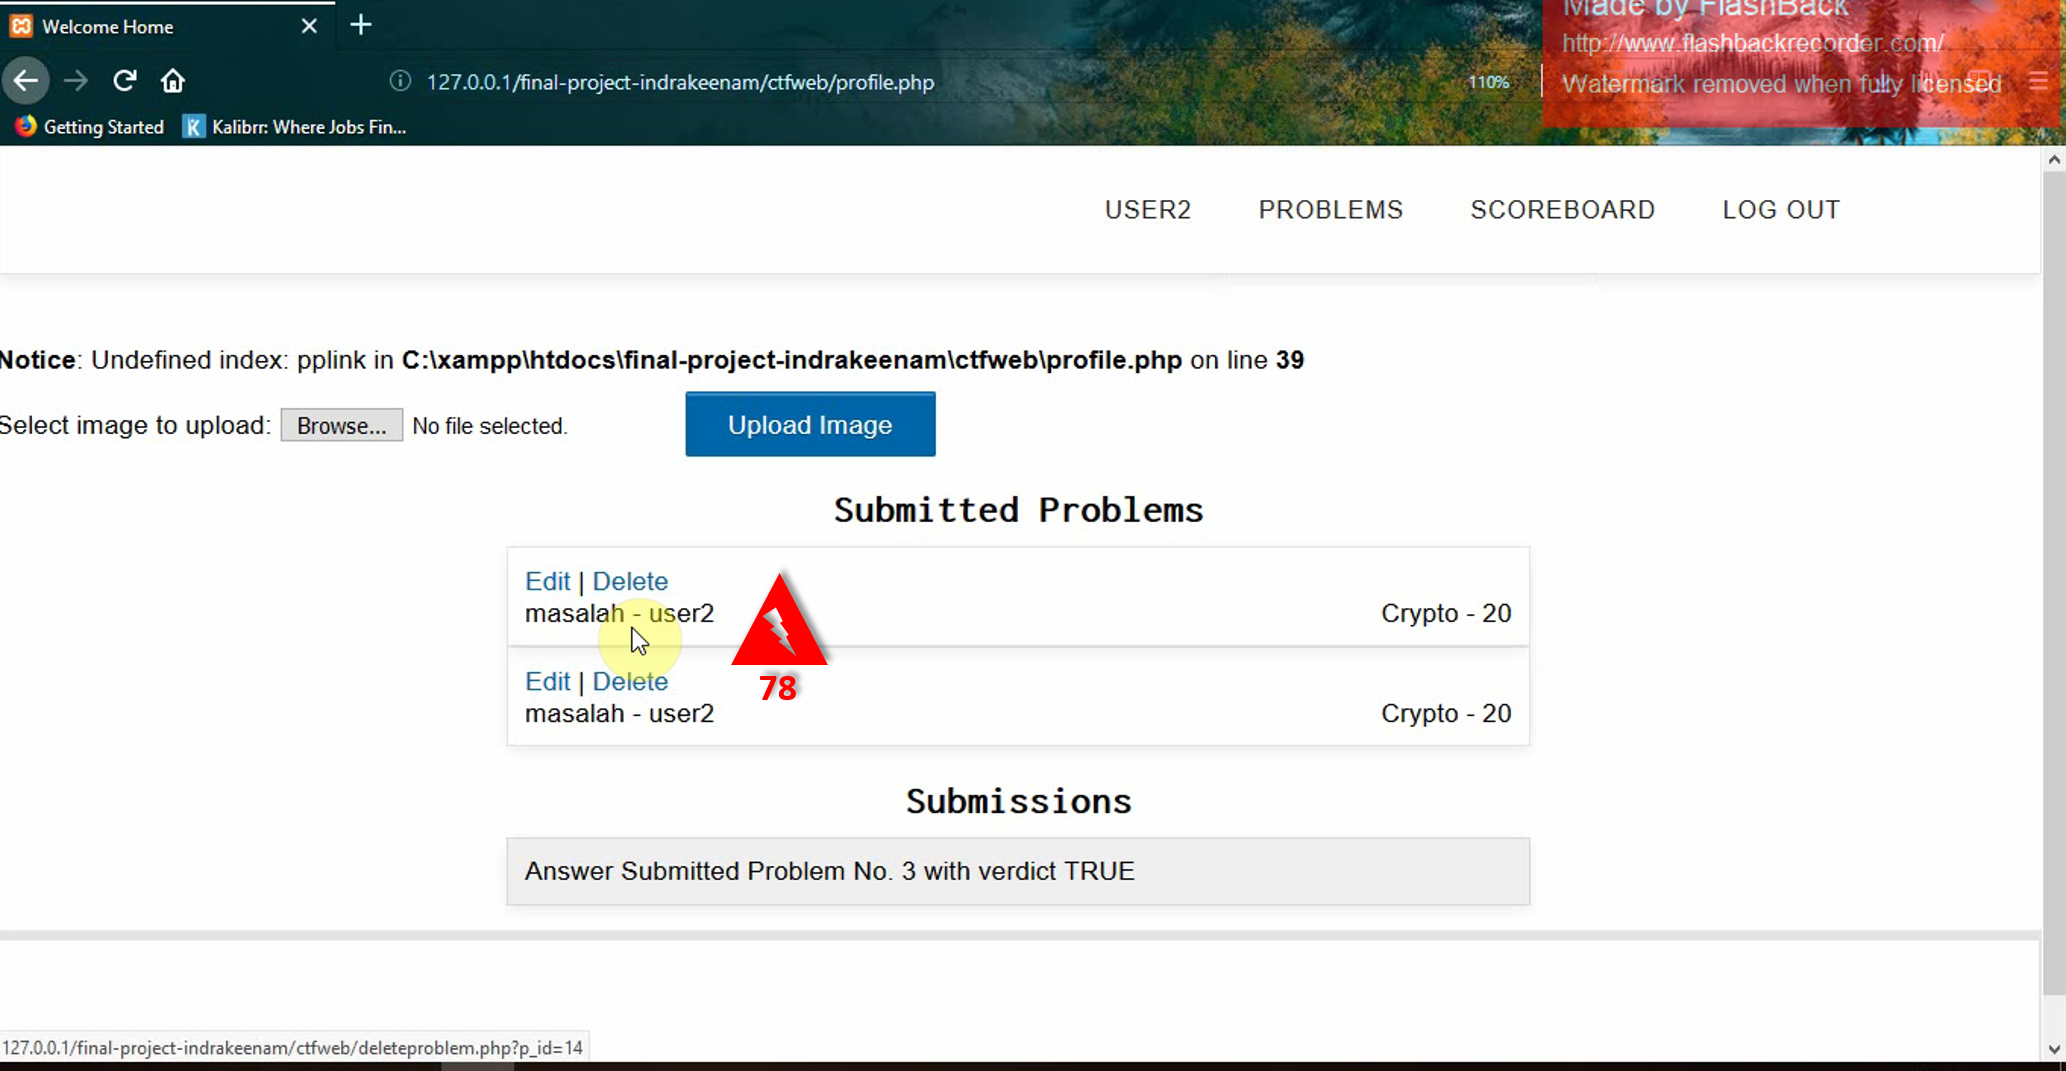 Welcome Home
Made by FlashBack
http://www.flashbackrecorder.com/
127.0.0.1/final-project-indrakeenam/ctfweb/profile.php
110%
Watermark removed when fully licensed
Getting Started
Kalibrr: Where Jobs Fin...
USER2
PROBLEMS
SCOREBOARD
LOG OUT
Notice: Undefined index: pplink in C:\xampp\htdocs\final-project-indrakeenam\ctfweb\profile.php on line 39
Select image to upload: Browse... No file selected. Upload Image
Submitted Problems
Edit | Delete
masalah - user2
Crypto - 20
78
Edit | Delete
masalah - user2
Crypto - 20
Submissions
Answer Submitted Problem No. 3 with verdict TRUE
127.0.0.1/final-project-indrakeenam/ctfweb/deleteproblem.php?p_id=14